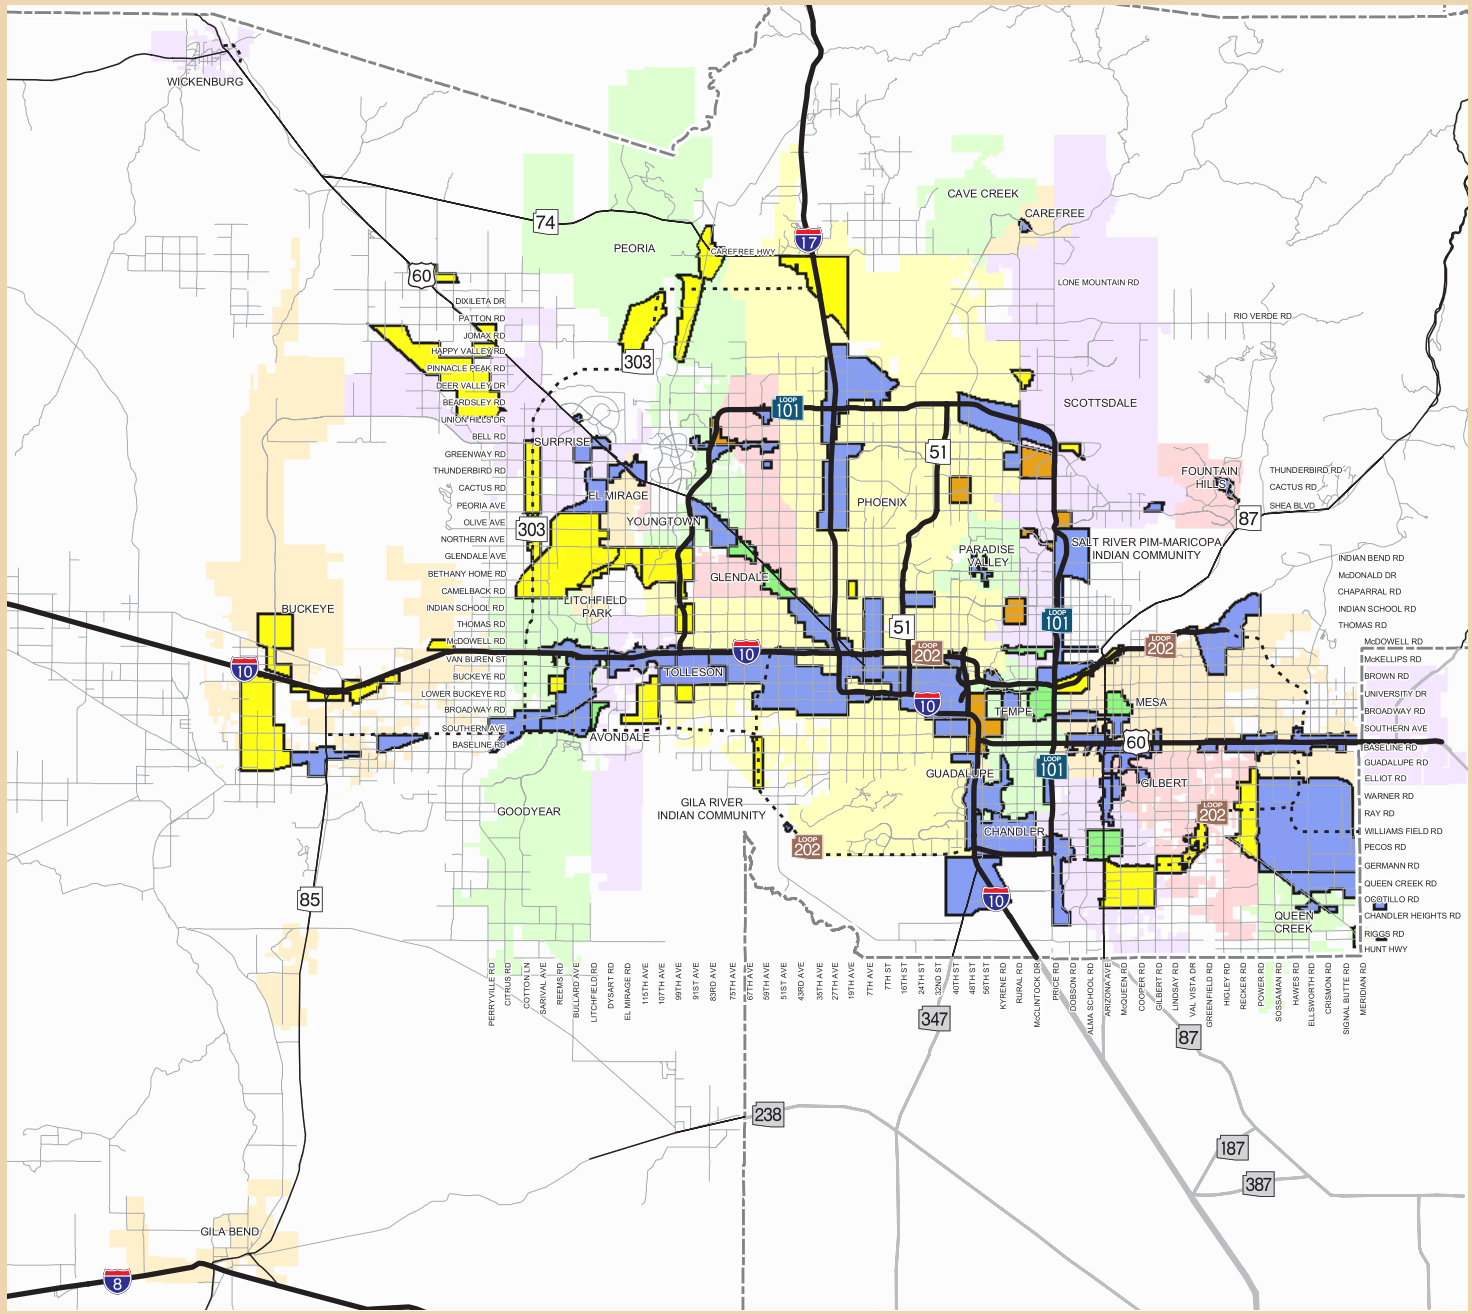 WICKENBURG
CAVE CREEK
CAREFREE
74
PEORIA
17
CAREFREE HWY
60
LONE MOUNTAIN RD
DIXILETA DR
PATTON RD
JOMAX RD
HAPPY VALLEY RD
PINNACLE PEAK RD
DEER VALLEY DR
BEARDSLEY RD
UNION HILLS DR
BELL RD
GREENWAY RD
THUNDERBIRD RD
CACTUS RD
PEORIA AVE
OLIVE AVE
NORTHERN AVE
GLENDALE AVE
BETHANY HOME RD
CAMELBACK RD
INDIAN SCHOOL RD
THOMAS RD
McDOWELL RD
VAN BUREN ST
BUCKEYE RD
LOWER BUCKEYE RD
BROADWAY RD
SOUTHERN AVE
BASELINE RD
RIO VERDE RD
303
LOOP
101
SCOTTSDALE
SURPRISE
51
FOUNTAIN
HILLS
THUNDERBIRD RD
CACTUS RD
SHEA BLVD
EL MIRAGE
PHOENIX
YOUNGTOWN
87
303
PARADISE
VALLEY
SALT RIVER PIM-MARICOPA
INDIAN COMMUNITY
GLENDALE
INDIAN BEND RD
McDONALD DR
CHAPARRAL RD
INDIAN SCHOOL RD
THOMAS RD
McDOWELL RD
McKELLIPS RD
BROWN RD
UNIVERSITY DR
BROADWAY RD
SOUTHERN AVE
BASELINE RD
GUADALUPE RD
ELLIOT RD
WARNER RD
RAY RD
WILLIAMS FIELD RD
PECOS RD
GERMANN RD
QUEEN CREEK RD
OCOTILLO RD
CHANDLER HEIGHTS RD
RIGGS RD
HUNT HWY
BUCKEYE
LITCHFIELD
PARK
51
LOOP
101
LOOP
202
LOOP
202
10
10
TOLLESON
10
TEMPE
MESA
AVONDALE
60
GUADALUPE
LOOP
101
GILBERT
GOODYEAR
GILA RIVER
INDIAN COMMUNITY
LOOP
202
CHANDLER
LOOP
202
85
10
QUEEN
CREEK
PERRYVILLE RD
CITRUS RD
COTTON LN
SARIVAL AVE
REEMS RD
BULLARD AVE
LITCHFIELD RD
DYSART RD
EL MIRAGE RD
115TH AVE
107TH AVE
99TH AVE
91ST AVE
83RD AVE
75TH AVE
67TH AVE
59TH AVE
51ST AVE
43RD AVE
35TH AVE
27TH AVE
19TH AVE
7TH AVE
7TH ST
16TH ST
24TH ST
32ND ST
40TH ST
48TH ST
56TH ST
KYRENE RD
RURAL RD
McCLINTOCK DR
PRICE RD
DOBSON RD
ALMA SCHOOL RD
ARIZONA AVE
McQUEEN RD
COOPER RD
GILBERT RD
LINDSAY RD
VAL VISTA DR
GREENFIELD RD
HIGLEY RD
RECKER RD
POWER RD
SOSSAMAN RD
HAWES RD
ELLSWORTH RD
CRISMON RD
SIGNAL BUTTE RD
MERIDIAN RD
347
87
238
187
387
GILA BEND
8